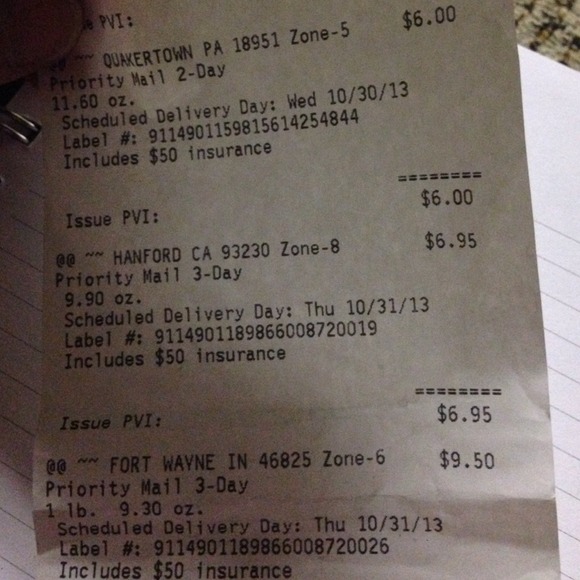 PVI:
$6.00
@@ ~~ QUAKERTOWN PA 18951 Zone-5
Priority Mail 2-Day
11.60 oz.
Scheduled Delivery Day: Wed 10/30/13
Label #: 9114901159815614254844
Includes $50 insurance
========
Issue PVI: $6.00
@@ ~~ HANFORD CA 93230 Zone-8 $6.95
Priority Mail 3-Day
9.90 oz.
Scheduled Delivery Day: Thu 10/31/13
Label #: 9114901189866008720019
Includes $50 insurance
========
Issue PVI: $6.95
@@ ~~ FORT WAYNE IN 46825 Zone-6 $9.50
Priority Mail 3-Day
1 lb. 9.30 oz.
Scheduled Delivery Day: Thu 10/31/13
Label #: 9114901189866008720026
Includes $50 insurance